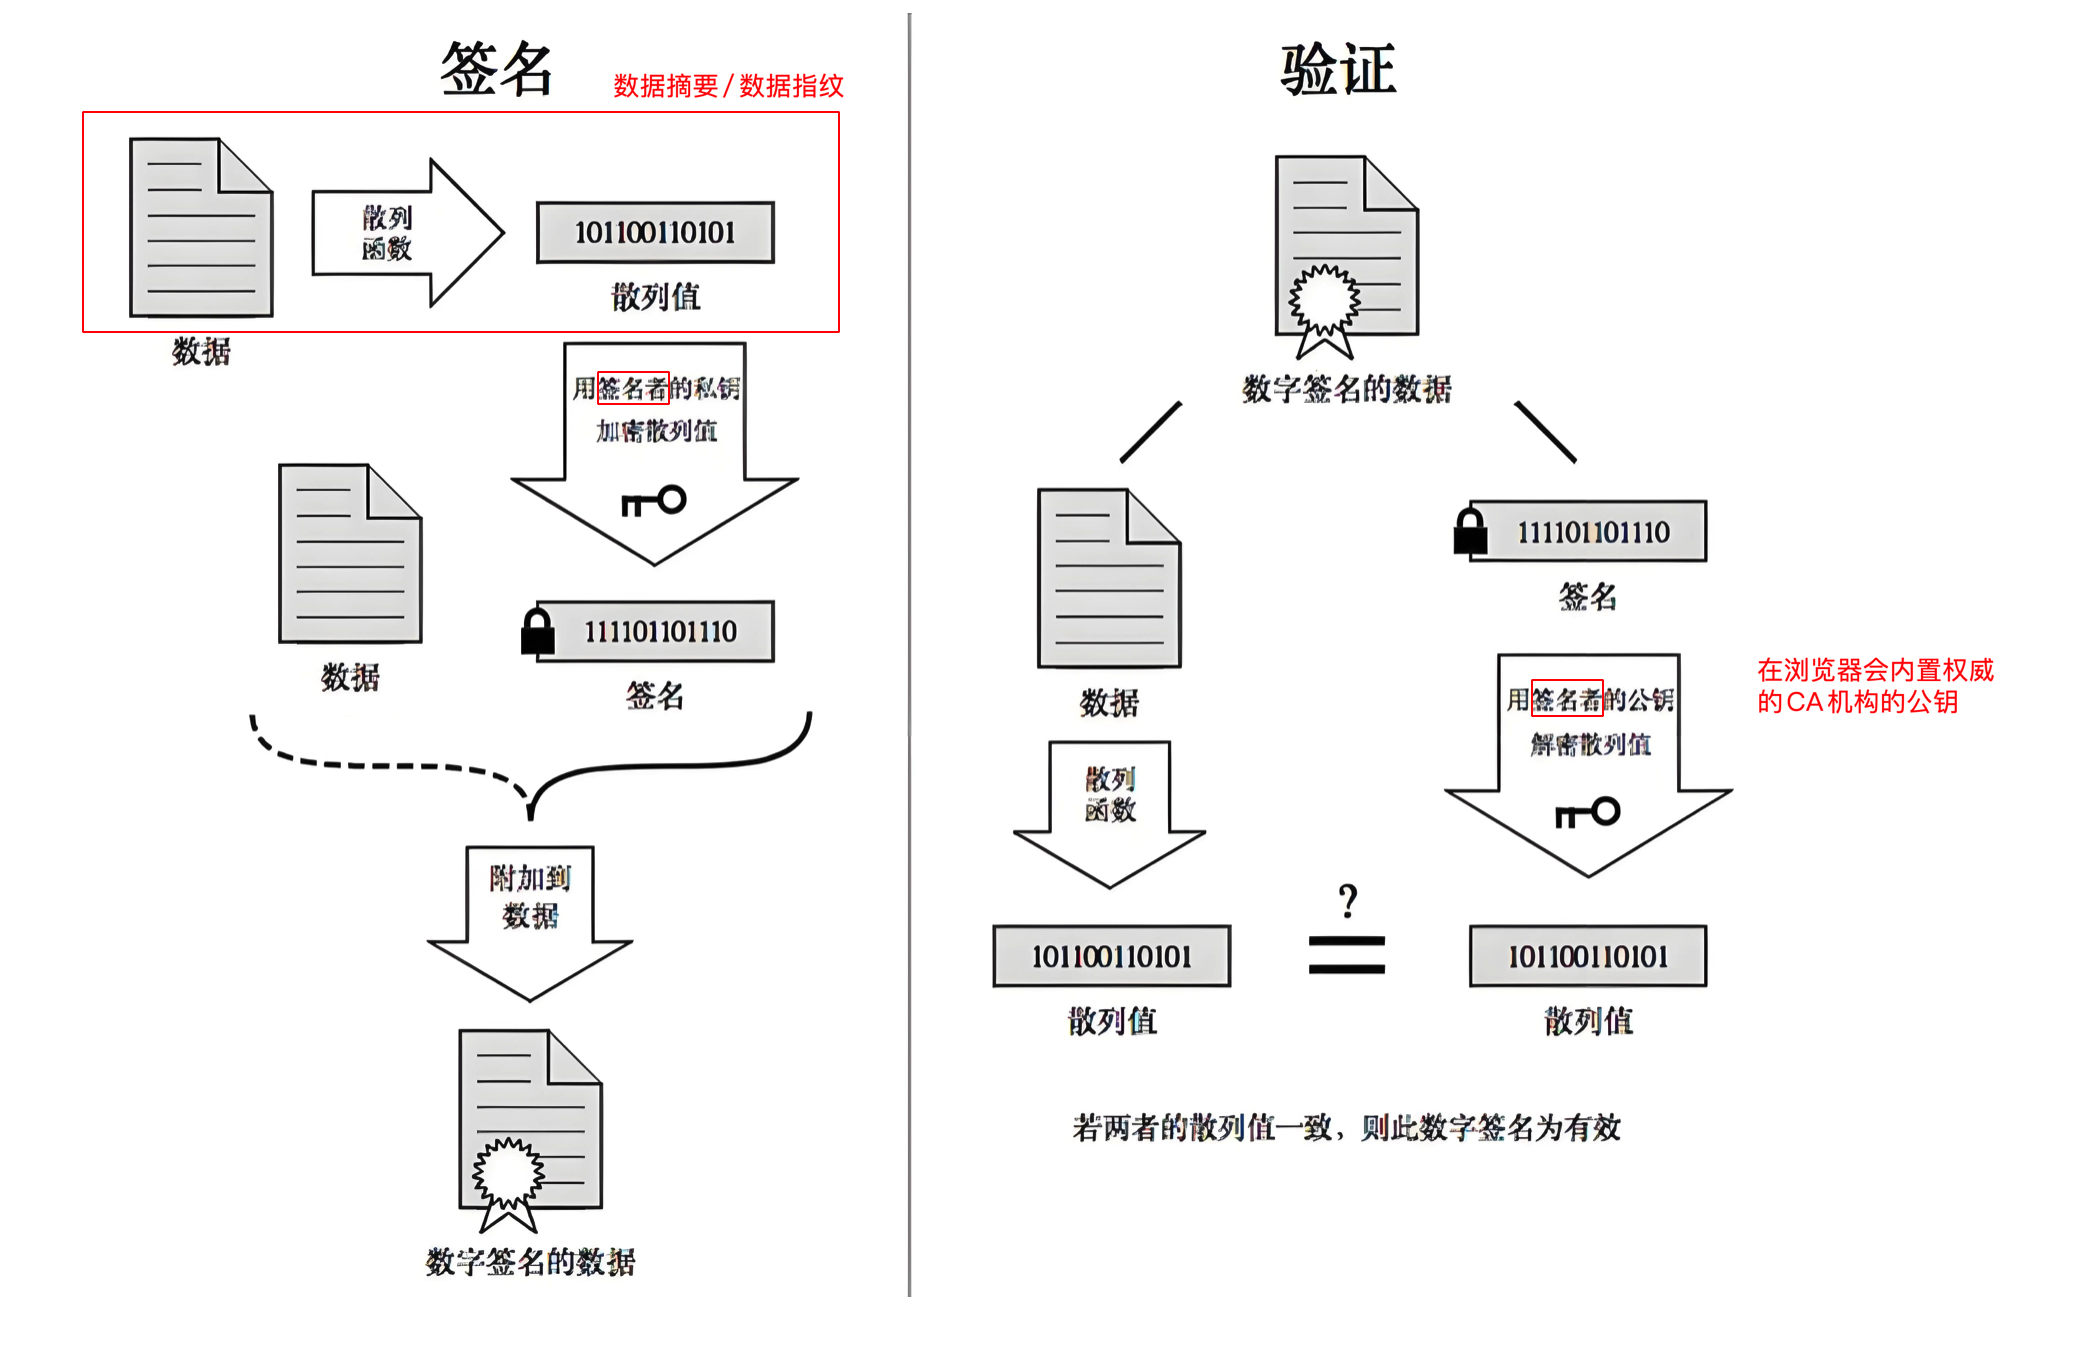 签名
数据摘要 / 数据指纹
散列
函数
101100110101
散列值
数据
用签名者的私钥
加密散列值
数据
111101101110
签名
附加到
数据
数字签名的数据
验证
数字签名的数据
数据
111101101110
签名
散列
函数
用签名者的公钥
解密散列值
在浏览器会内置权威
的CA机构的公钥
101100110101
散列值
?
101100110101
散列值
若两者的散列值一致，则此数字签名为有效